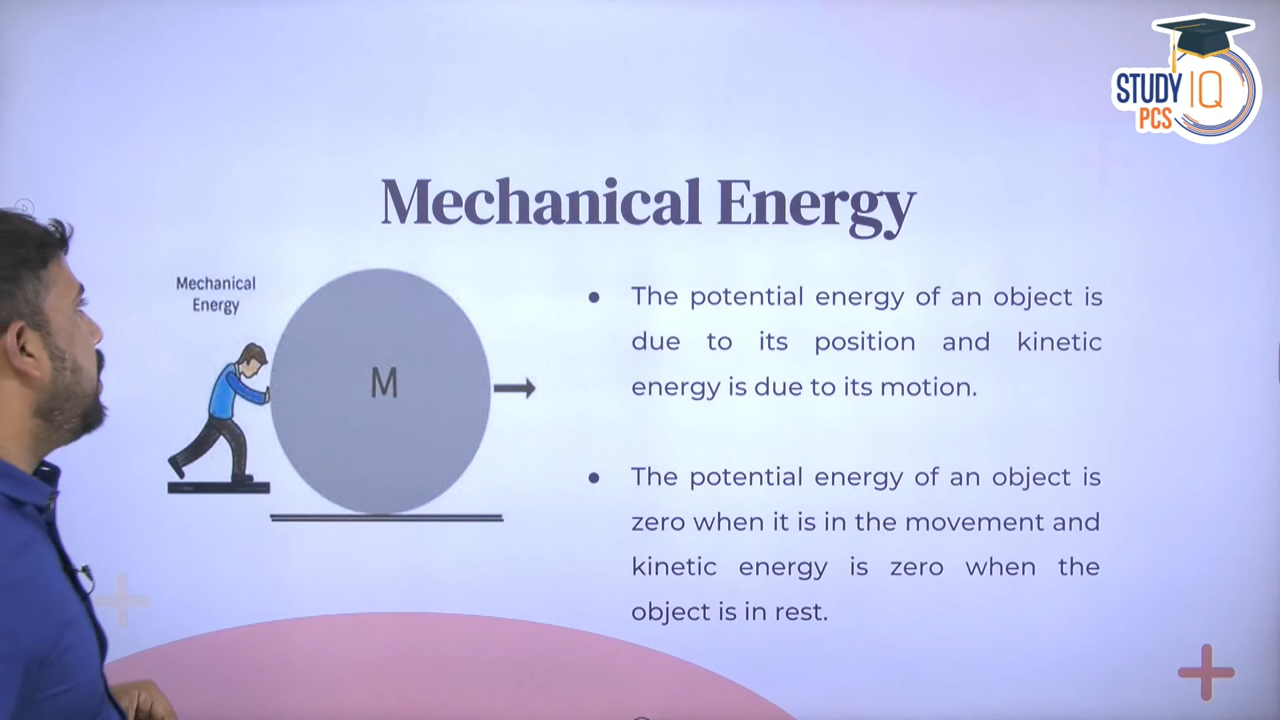 STUDY IQ
PCS
Mechanical Energy
Mechanical
Energy
M
● The potential energy of an object is
due to its position and kinetic
energy is due to its motion.
● The potential energy of an object is
zero when it is in the movement and
kinetic energy is zero when the
object is in rest.